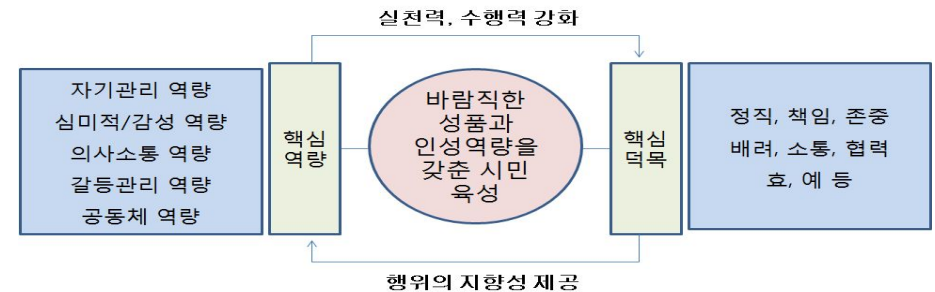 실천력, 수행력 강화
자기관리 역량
심미적/감성 역량
의사소통 역량
갈등관리 역량
공동체 역량
핵심
역량
바람직한
성품과
인성역량을
갖춘 시민
육성
핵심
덕목
정직, 책임, 존중
배려, 소통, 협력
효, 예 등
행위의 지향성 제공